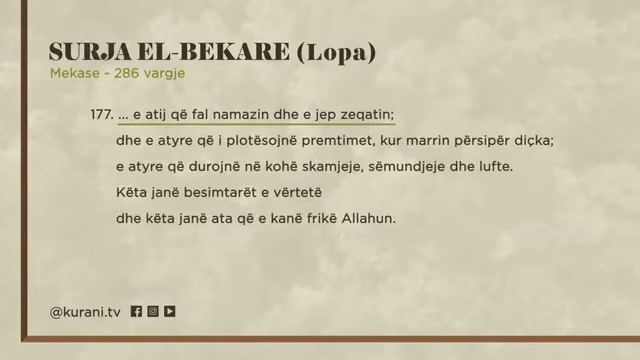 SURJA EL-BEKARE (Lopa)
Mekase - 286 vargje
177. ... e atij që fal namazin dhe e jep zeqatin;
dhe e atyre që i plotësojnë premtimet, kur marrin përsipër diçka;
e atyre që durojnë në kohë skamjeje, sëmundjeje dhe lufte.
Këta janë besimtarët e vërtetë
dhe këta janë ata që e kanë frikë Allahun.
@kurani.tv